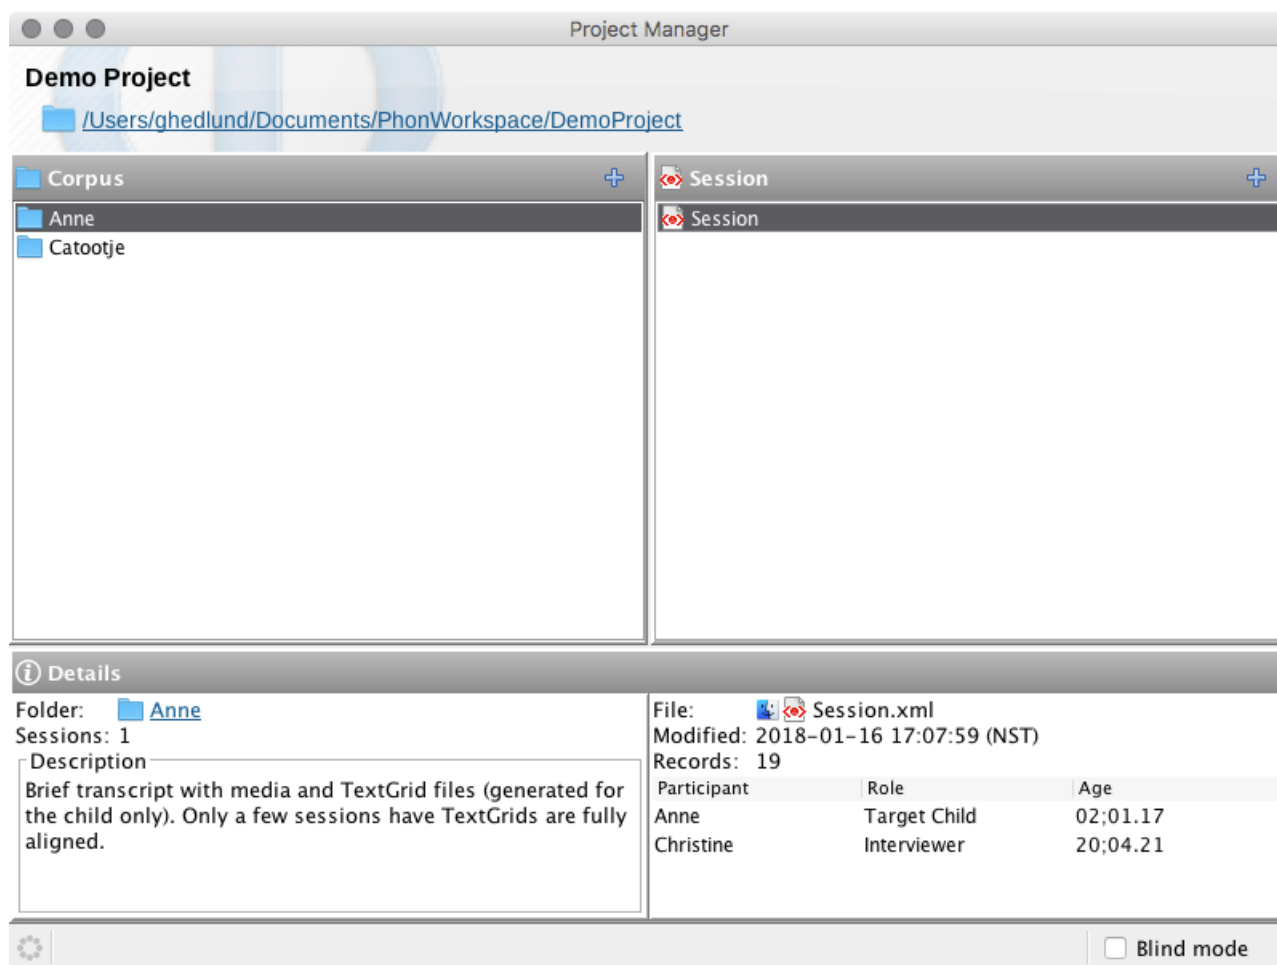 Project Manager
Demo Project
/Users/ghedlund/Documents/PhonWorkspace/DemoProject
Corpus
Anne
Catootje
Session
Session
Details
Folder: Anne
Sessions: 1
Description
Brief transcript with media and TextGrid files (generated for
the child only). Only a few sessions have TextGrids are fully
aligned.
File: Session.xml
Modified: 2018-01-16 17:07:59 (NST)
Records: 19
Participant Role Age
Anne Target Child 02;01.17
Christine Interviewer 20;04.21
Blind mode